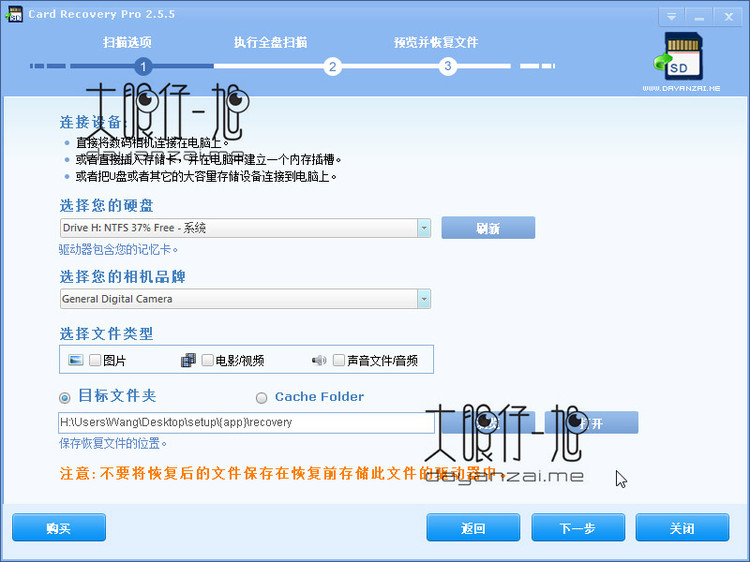 Card Recovery Pro 2.5.5
扫描选项 执行全盘扫描 预览并恢复文件
1 2 3
SD
WWW.DAYANZAI.ME
大眼仔~旭
dayanzai.me
连接设备:
直接将数码相机连接在电脑上。
或者直接插入存储卡，并在电脑中建立一个内存插槽。
或者把U盘或者其它的大容量存储设备连接到电脑上。
选择您的硬盘
Drive H: NTFS 37% Free - 系统
刷新
驱动器包含您的记忆卡。
选择您的相机品牌
General Digital Camera
选择文件类型
图片 电影/视频 声音文件/音频
目标文件夹 Cache Folder
H:\Users\Wang\Desktop\setup\{app}\recovery
开
大眼仔~旭
dayanzai.me
保存恢复文件的位置。
注意:不要将恢复后的文件保存在恢复前存储此文件的驱动器中。
购买 返回 下一步 关闭